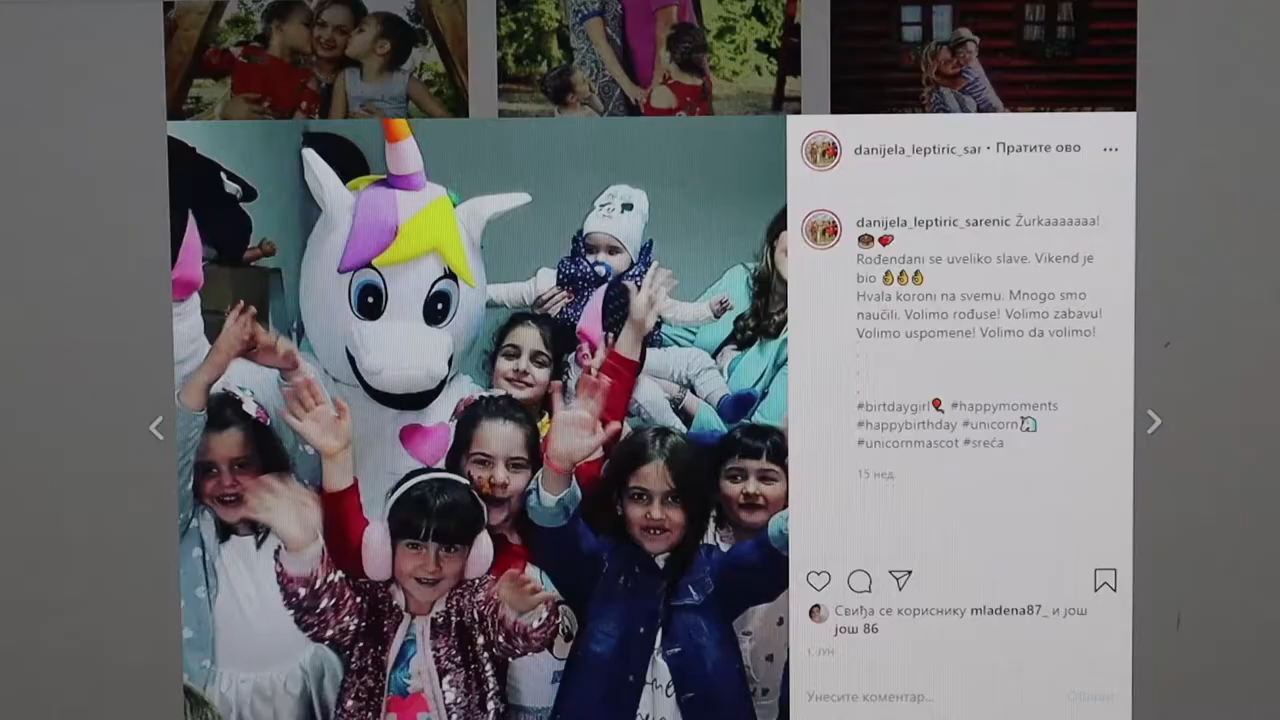 danijela_leptiric_sar • Пратите ово
danijela_leptiric_sarenic Žurkaaaaaaa!
Rođendani se uveliko slave. Vikend je
bio 👌👌👌
Hvala koroni na svemu. Mnogo smo
naučili. Volimo rođuse! Volimo zabavu!
Volimo uspomene! Volimo da volimo!
.
.
.
#birtdaygirl🎈 #happymoments
#happybirthday #unicorn🦄
#unicornmascot #sreća
15 нед.
Свиђа се кориснику mladena87_ и још
још 86
1. ЈУН
Унесите коментар...
Објави